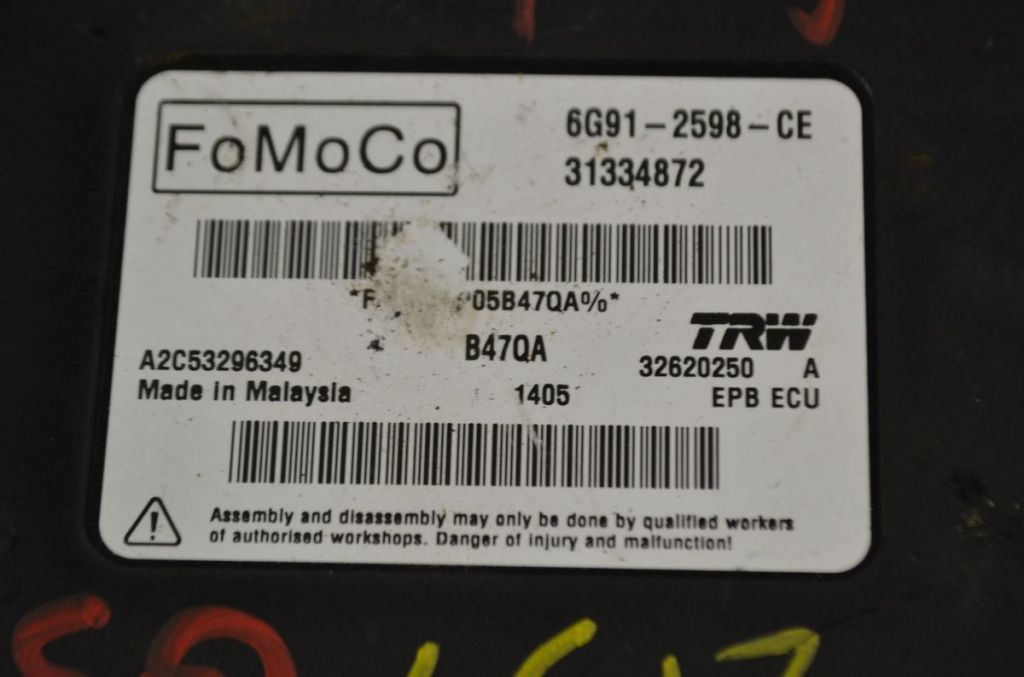 FoMoCo
6G91-2598-CE
31334872
05B47QA%*
B47QA
TRW
A2C53296349
32620250 A
Made in Malaysia
1405
EPB ECU
Assembly and disassembly may only be done by qualified workers
of authorised workshops. Danger of injury and malfunction!